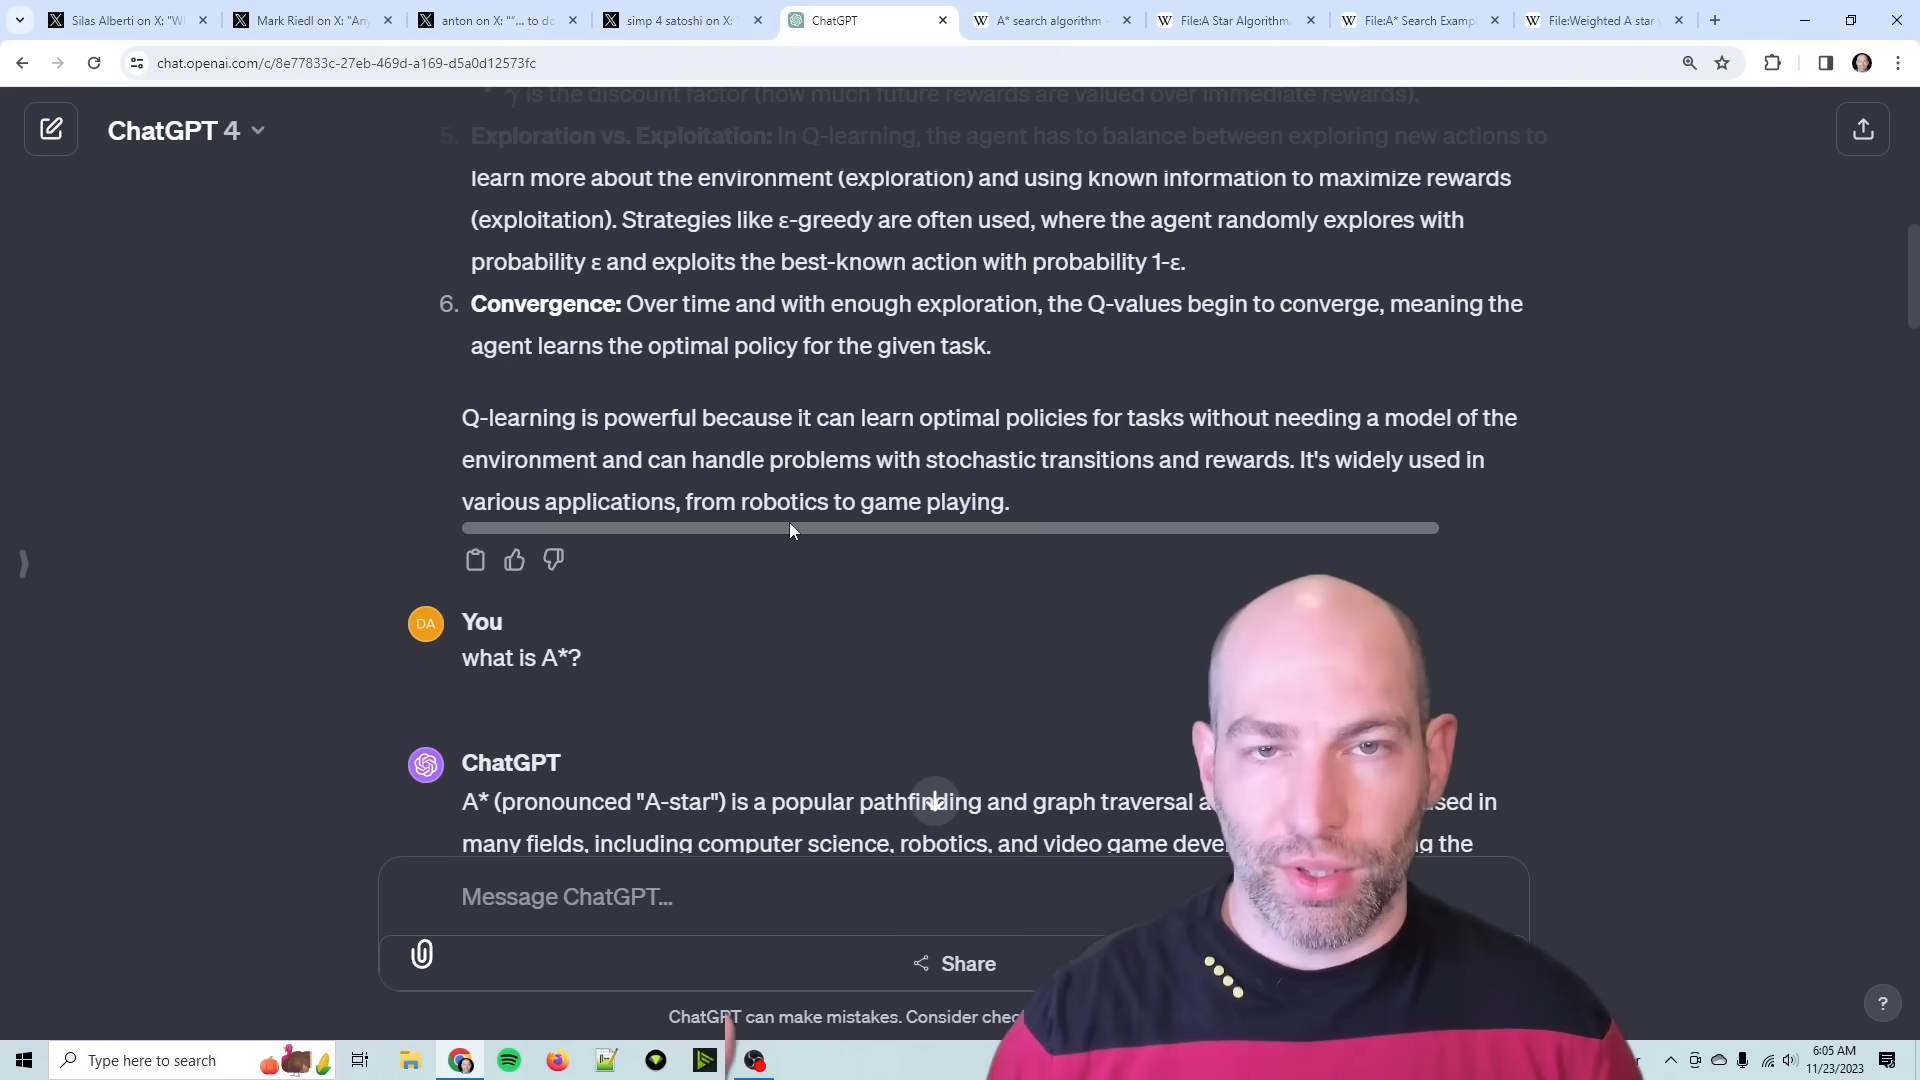 Silas Alberti on X: "W
Mark Riedl on X: "Any
anton on X: "“... to do
simp 4 satoshi on X:
ChatGPT
A* search algorithm
File:A Star Algorithm
File:A* Search Examp
File:Weighted A star
chat.openai.com/c/8e77833c-27eb-469d-a169-d5a0d12573fc
ChatGPT 4
γ is the discount factor (how much future rewards are valued over immediate rewards).
5. Exploration vs. Exploitation: In Q-learning, the agent has to balance between exploring new actions to
learn more about the environment (exploration) and using known information to maximize rewards
(exploitation). Strategies like ε-greedy are often used, where the agent randomly explores with
probability ε and exploits the best-known action with probability 1-ε.
6. Convergence: Over time and with enough exploration, the Q-values begin to converge, meaning the
agent learns the optimal policy for the given task.
Q-learning is powerful because it can learn optimal policies for tasks without needing a model of the
environment and can handle problems with stochastic transitions and rewards. It's widely used in
various applications, from robotics to game playing.
DA
You
what is A*?
ChatGPT
A* (pronounced "A-star") is a popular pathfinding and graph traversal a sed in
many fields, including computer science, robotics, and video game deve g the
Message ChatGPT...
Share
ChatGPT can make mistakes. Consider chec
?
Type here to search
6:05 AM
11/23/2023